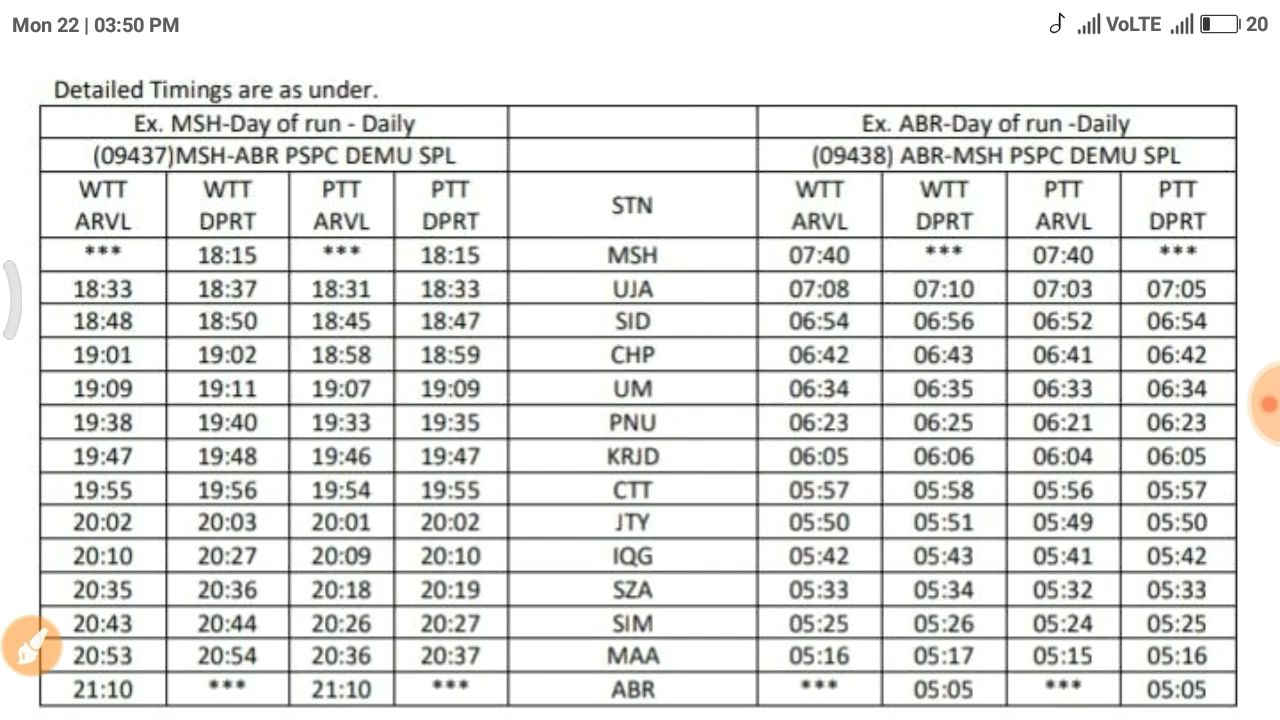 Mon 22 | 03:50 PM VoLTE 20
Detailed Timings are as under.
Ex. MSH-Day of run - Daily Ex. ABR-Day of run -Daily
(09437)MSH-ABR PSPC DEMU SPL (09438) ABR-MSH PSPC DEMU SPL
WTT ARVL WTT DPRT PTT ARVL PTT DPRT STN WTT ARVL WTT DPRT PTT ARVL PTT DPRT
*** 18:15 *** 18:15 MSH 07:40 *** 07:40 ***
18:33 18:37 18:31 18:33 UJA 07:08 07:10 07:03 07:05
18:48 18:50 18:45 18:47 SID 06:54 06:56 06:52 06:54
19:01 19:02 18:58 18:59 CHP 06:42 06:43 06:41 06:42
19:09 19:11 19:07 19:09 UM 06:34 06:35 06:33 06:34
19:38 19:40 19:33 19:35 PNU 06:23 06:25 06:21 06:23
19:47 19:48 19:46 19:47 KRJD 06:05 06:06 06:04 06:05
19:55 19:56 19:54 19:55 CTT 05:57 05:58 05:56 05:57
20:02 20:03 20:01 20:02 JTY 05:50 05:51 05:49 05:50
20:10 20:27 20:09 20:10 IQG 05:42 05:43 05:41 05:42
20:35 20:36 20:18 20:19 SZA 05:33 05:34 05:32 05:33
20:43 20:44 20:26 20:27 SIM 05:25 05:26 05:24 05:25
20:53 20:54 20:36 20:37 MAA 05:16 05:17 05:15 05:16
21:10 *** 21:10 *** ABR *** 05:05 *** 05:05